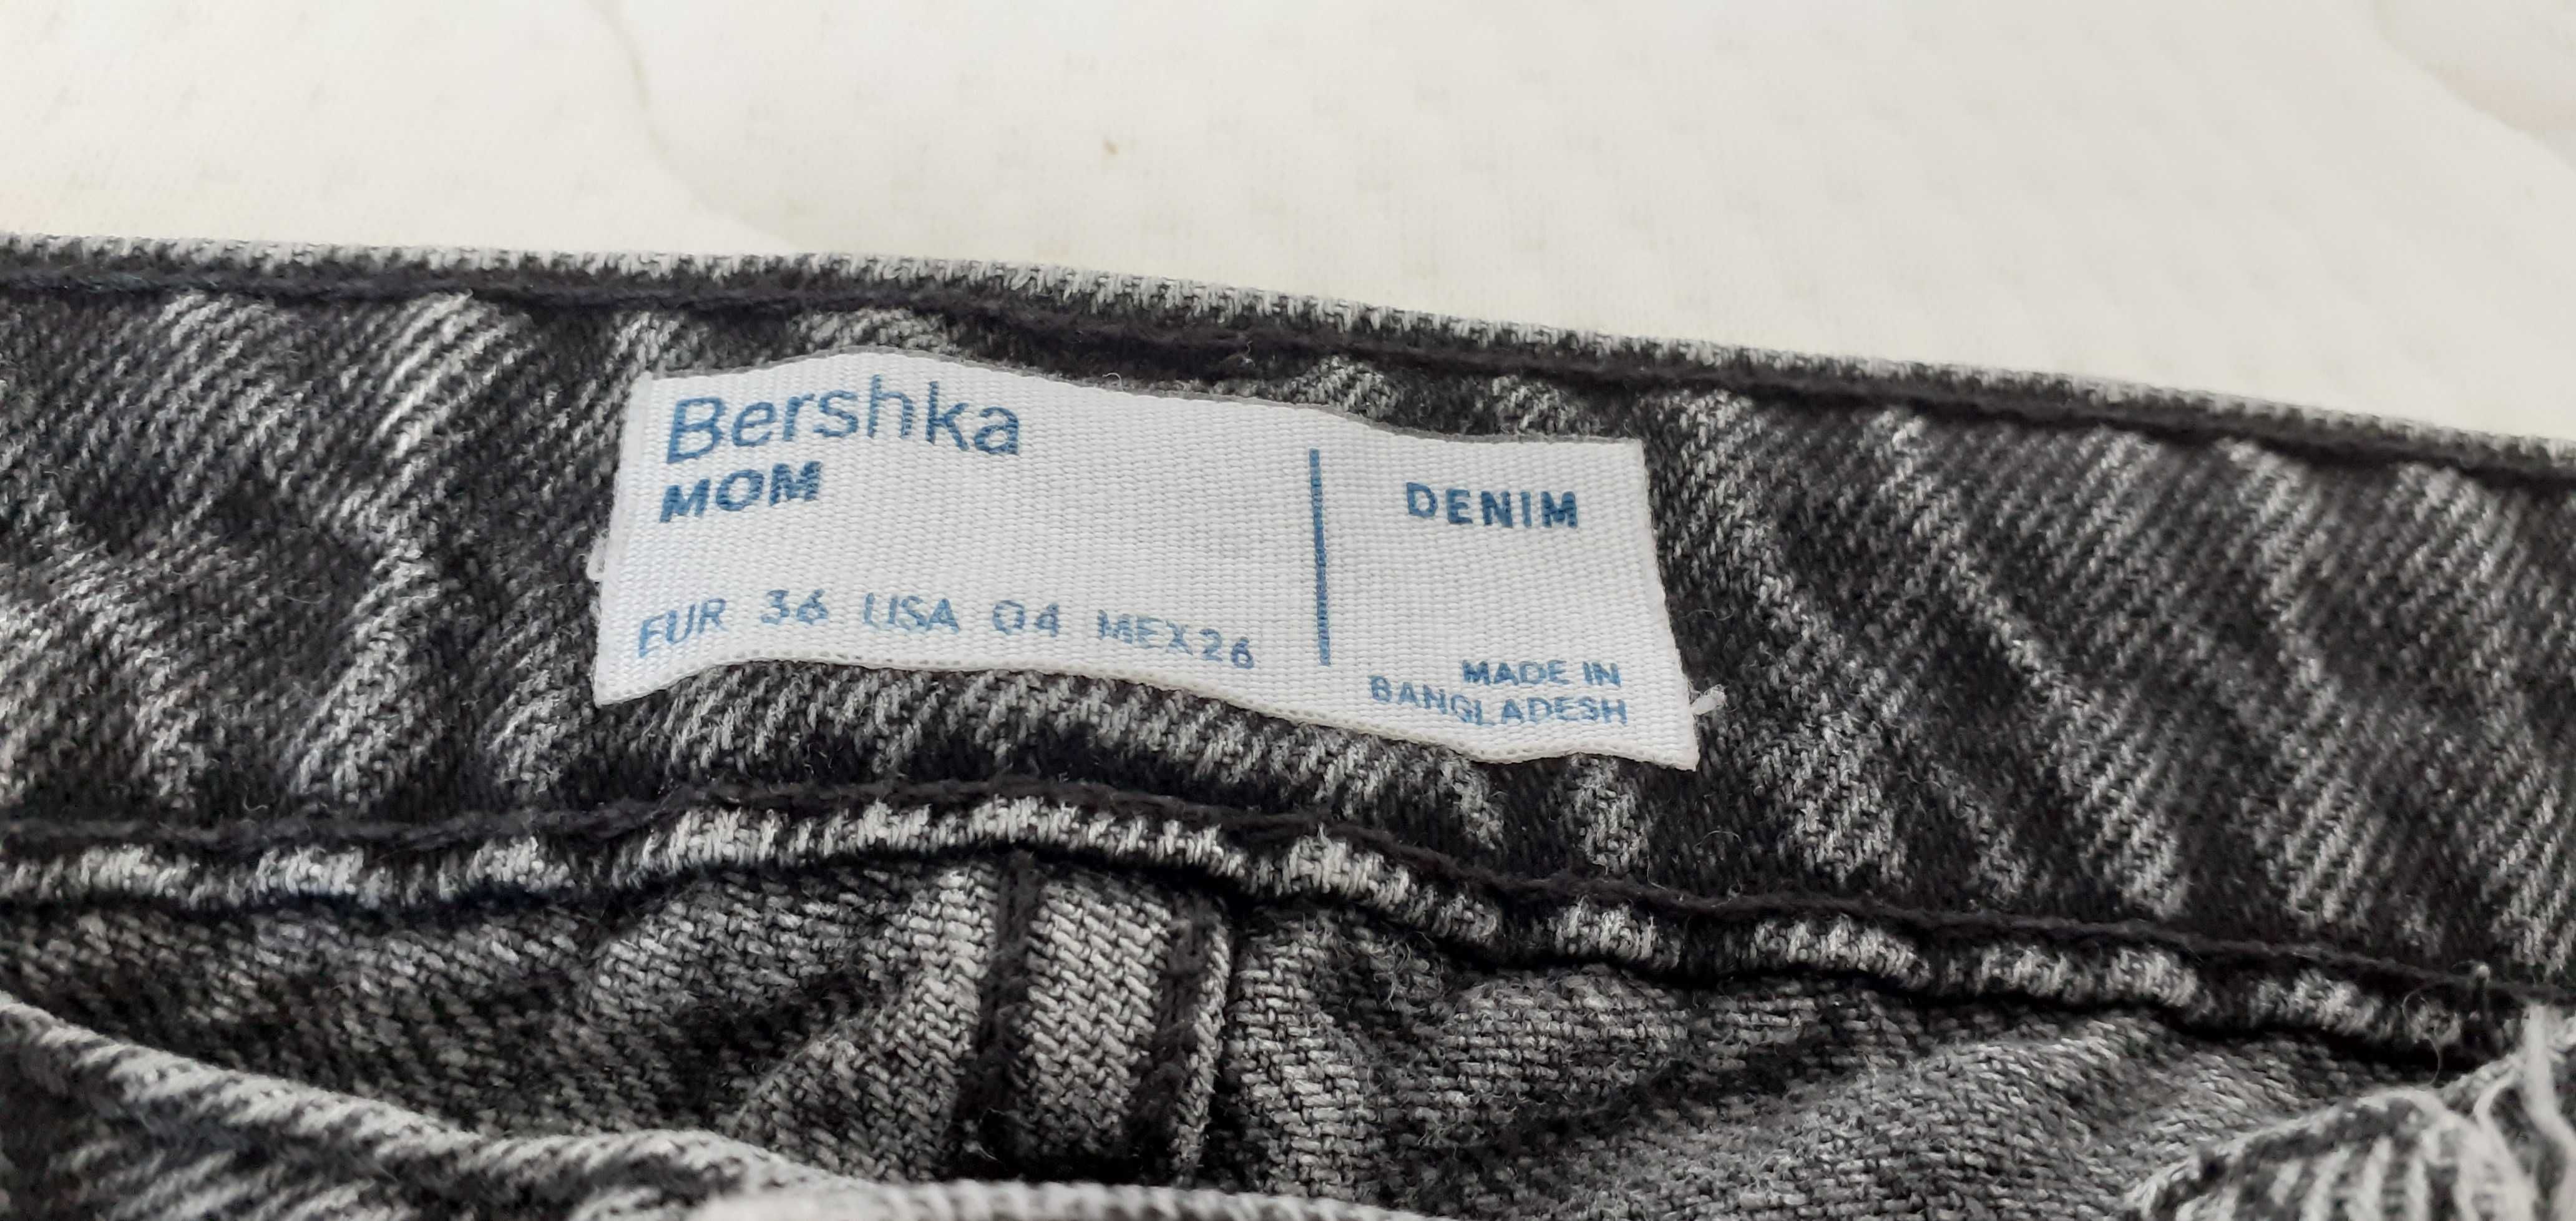 Bershka
MOM
DENIM
EUR 36 USA 04 MEX26
MADE IN
BANGLADESH